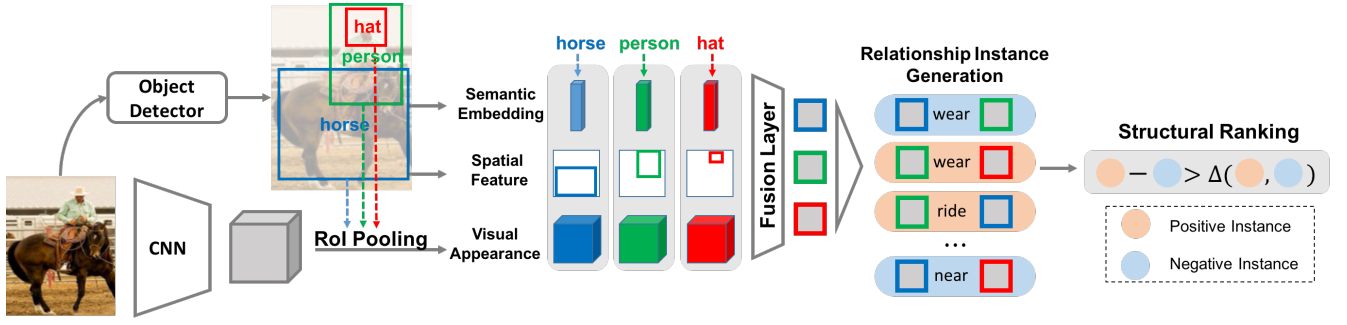 Object
Detector
hat
person
horse
CNN
RoI Pooling
Semantic
Embedding
Spatial
Feature
Visual
Appearance
horse
person
hat
Fusion Layer
Relationship Instance
Generation
wear
wear
ride
...
near
Structural Ranking
− > Δ( , )
Positive Instance
Negative Instance